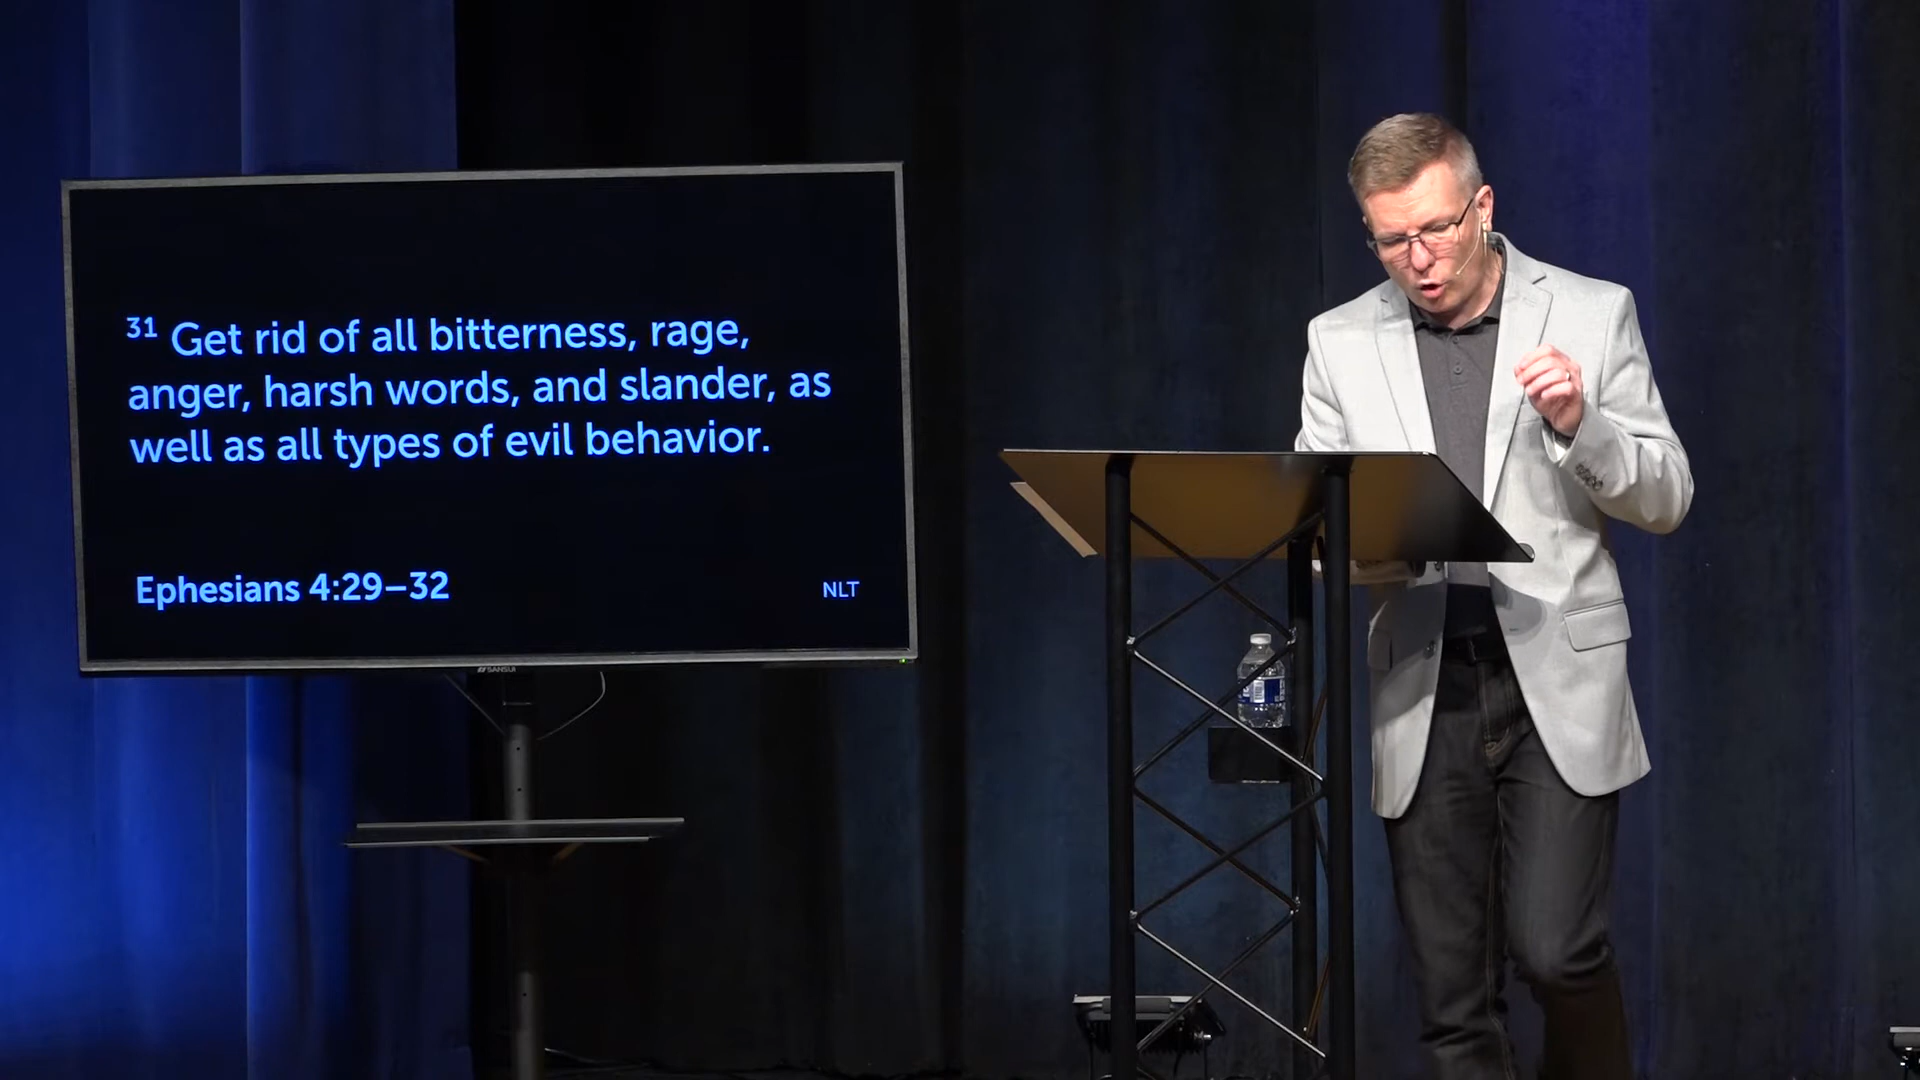 31 Get rid of all bitterness, rage,
anger, harsh words, and slander, as
well as all types of evil behavior.
Ephesians 4:29–32
NLT
SANSUI